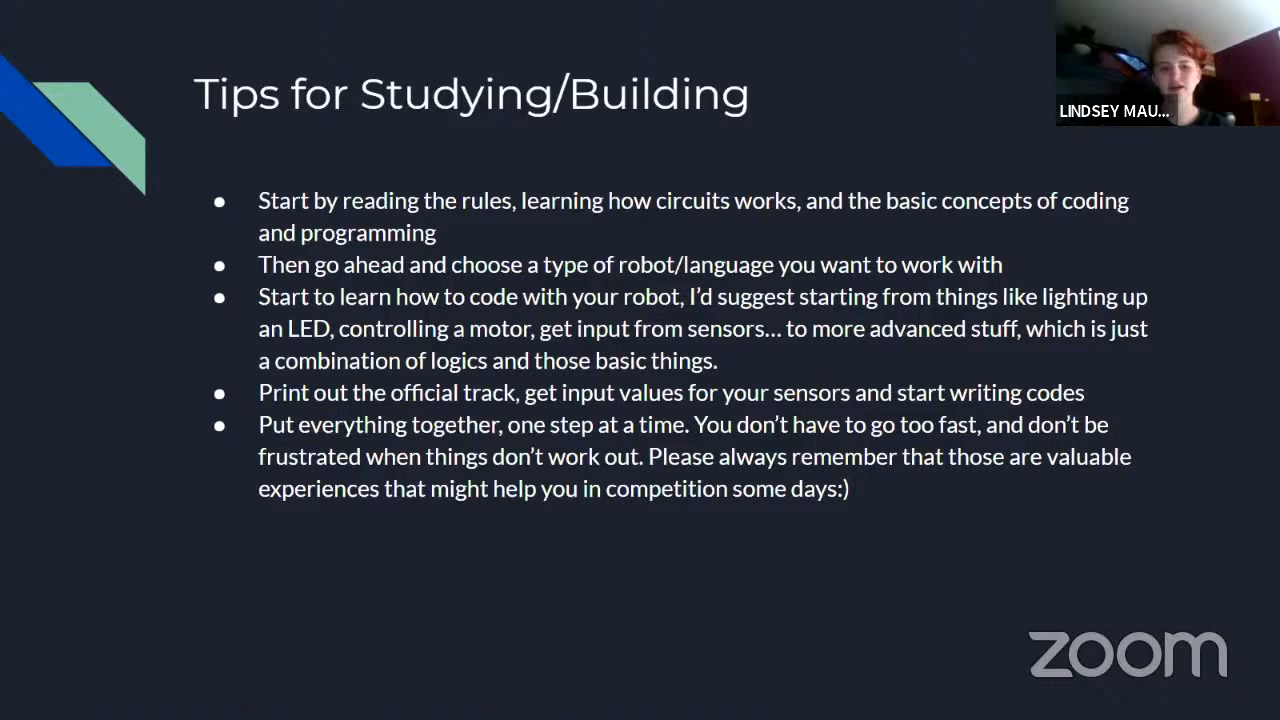 Tips for Studying/Building
LINDSEY MAU...
● Start by reading the rules, learning how circuits works, and the basic concepts of coding
and programming
● Then go ahead and choose a type of robot/language you want to work with
● Start to learn how to code with your robot, I’d suggest starting from things like lighting up
an LED, controlling a motor, get input from sensors… to more advanced stuff, which is just
a combination of logics and those basic things.
● Print out the official track, get input values for your sensors and start writing codes
● Put everything together, one step at a time. You don’t have to go too fast, and don’t be
frustrated when things don’t work out. Please always remember that those are valuable
experiences that might help you in competition some days:)
zoom